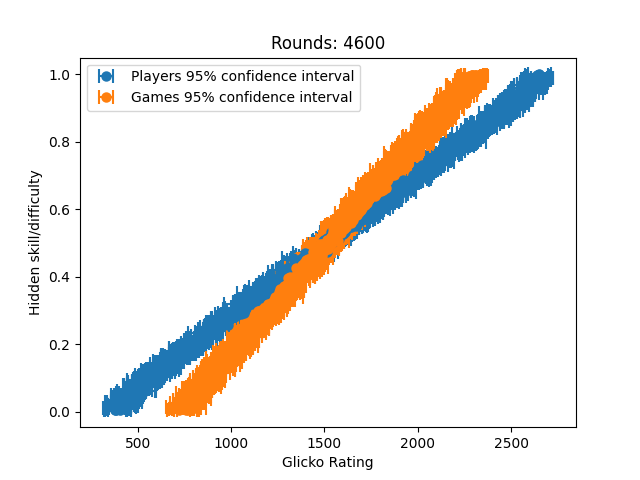 Rounds: 4600
Players 95% confidence interval
Games 95% confidence interval
1.0
0.8
0.6
0.4
0.2
0.0
Hidden skill/difficulty
500 1000 1500 2000 2500
Glicko Rating